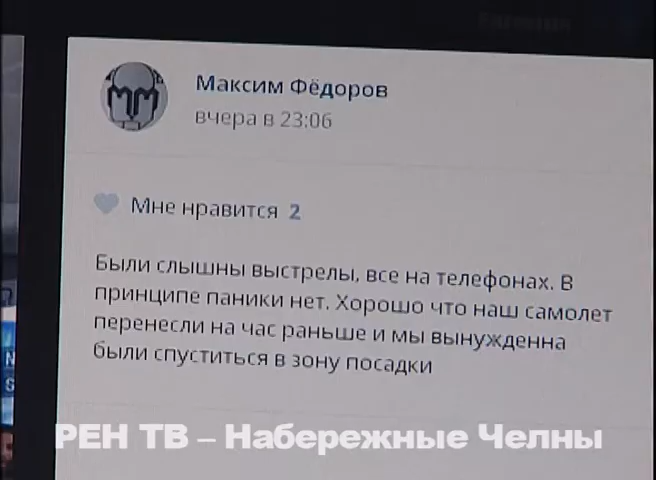 Максим Фёдоров
вчера в 23:06
Мне нравится 2
Были слышны выстрелы, все на телефонах. В
принципе паники нет. Хорошо что наш самолет
перенесли на час раньше и мы вынужденна
были спуститься в зону посадки
РЕН ТВ – Набережные Челны